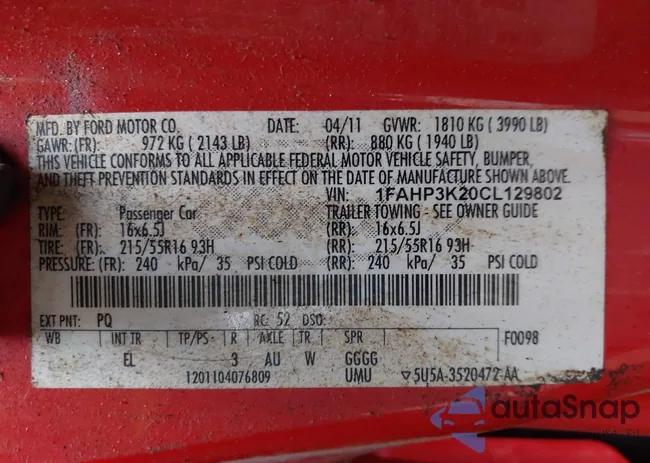 MFD. BY FORD MOTOR CO. DATE: 04/11 GVWR: 1810 KG ( 3990 LB)
GAWR: (FR): 972 KG ( 2143 LB) (RR): 880 KG ( 1940 LB)
THIS VEHICLE CONFORMS TO ALL APPLICABLE FEDERAL MOTOR VEHICLE SAFETY, BUMPER,
AND THEFT PREVENTION STANDARDS IN EFFECT ON THE DATE OF MANUFACTURE SHOWN ABOVE.
VIN: 1FAHP3K20CL129802
TYPE: Passenger Car TRAILER TOWING - SEE OWNER GUIDE
RIM: (FR): 16x6.5J (RR): 16x6.5J
TIRE: (FR): 215/55R16 93H (RR): 215/55R16 93H
PRESSURE: (FR): 240 kPa/ 35 PSI COLD (RR): 240 kPa/ 35 PSI COLD
EXT PNT: PQ RC: 52 DSO:
WB INT TR TP/PS R AXLE TR SPR F0098
EL 3 AU W GGGG
1201104076809 UMU ▽5U5A-3520472-AA
autoSnap